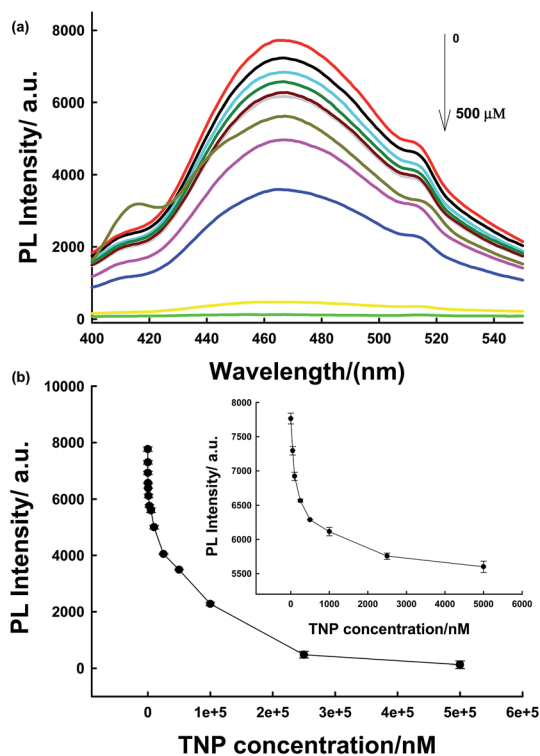 (a)
8000
6000
4000
2000
0
PL Intensity/ a.u.
0
500 μM
400 420 440 460 480 500 520 540
Wavelength/(nm)
(b)
10000
8000
6000
4000
2000
0
PL Intensity/ a.u.
8000
7500
7000
6500
6000
5500
PL Intensity/ a.u.
0 1000 2000 3000 4000 5000 6000
TNP concentration/nM
0 1e+5 2e+5 3e+5 4e+5 5e+5 6e+5
TNP concentration/nM